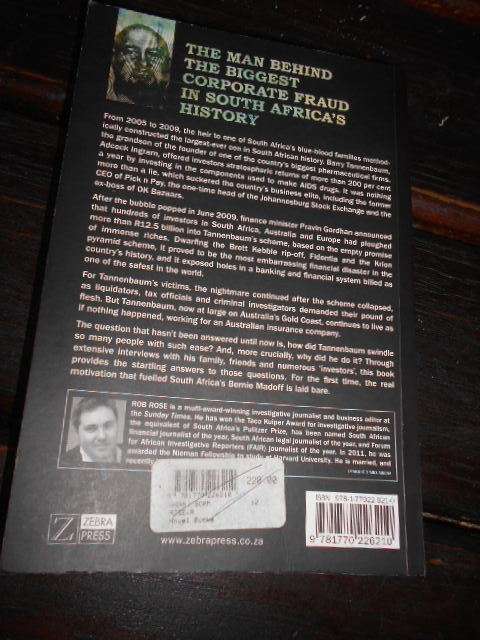 THE MAN BEHIND
THE BIGGEST
CORPORATE FRAUD
IN SOUTH AFRICA'S
HISTORY
From 2005 to 2009, the heir to one of South Africa's blue-blood families method-
ically constructed the largest-ever con in South African history. Barry Tannenbaum,
the grandson of the founder of one of the country's biggest pharmaceutical firms,
Adcock Ingram, offered investors stratospheric returns of more than 200 per cent
a year by investing in the components used to make AIDS drugs. It was nothing
more than a lie, which suckered the country's business elite, including the former
CEO of Pick n Pay, the one-time head of the Johannesburg Stock Exchange and the
ex-boss of OK Bazaars.
After the bubble popped in June 2009, finance minister Pravin Gordhan announced
that hundreds of investors in South Africa, Australia and Europe had ploughed
more than R12.5 billion into Tannenbaum's scheme, based on the empty promise
of immense riches. Dwarfing the Brett Kebble rip-off, Fidentia and the Krion
pyramid scheme, it proved to be the most embarrassing financial disaster in the
country's history, and it exposed holes in a banking and financial system billed as
one of the safest in the world.
For Tannenbaum's victims, the nightmare continued after the scheme collapsed,
as liquidators, tax officials and criminal investigators demanded their pound of
flesh. But Tannenbaum, now at large on Australia's Gold Coast, continues to live as
if nothing happened, working for an Australian insurance company.
The question that hasn't been answered until now is, how did Tannenbaum swindle
so many people with such ease? And, more crucially, why did he do it? Through
extensive interviews with his family, friends and numerous 'investors', this book
provides the startling answers to those questions. For the first time, the real
motivation that fuelled South Africa's Bernie Madoff is laid bare.
ROB ROSE is a multi-award-winning investigative journalist and business editor at
the Sunday Times. He has won the Taco Kuiper Award for investigative journalism,
the equivalent of South Africa's Pulitzer Prize, has been named South African
financial journalist of the year, South African legal journalist of the year, and Forum
for African Investigative Reporters (FAIR) journalist of the year. In 2011, he was
awarded the Nieman Fellowship to study at Harvard University. He is married, and
recently
220.00
ZEBRA
PRESS
www.zebrapress.co.za
9 781770 226210